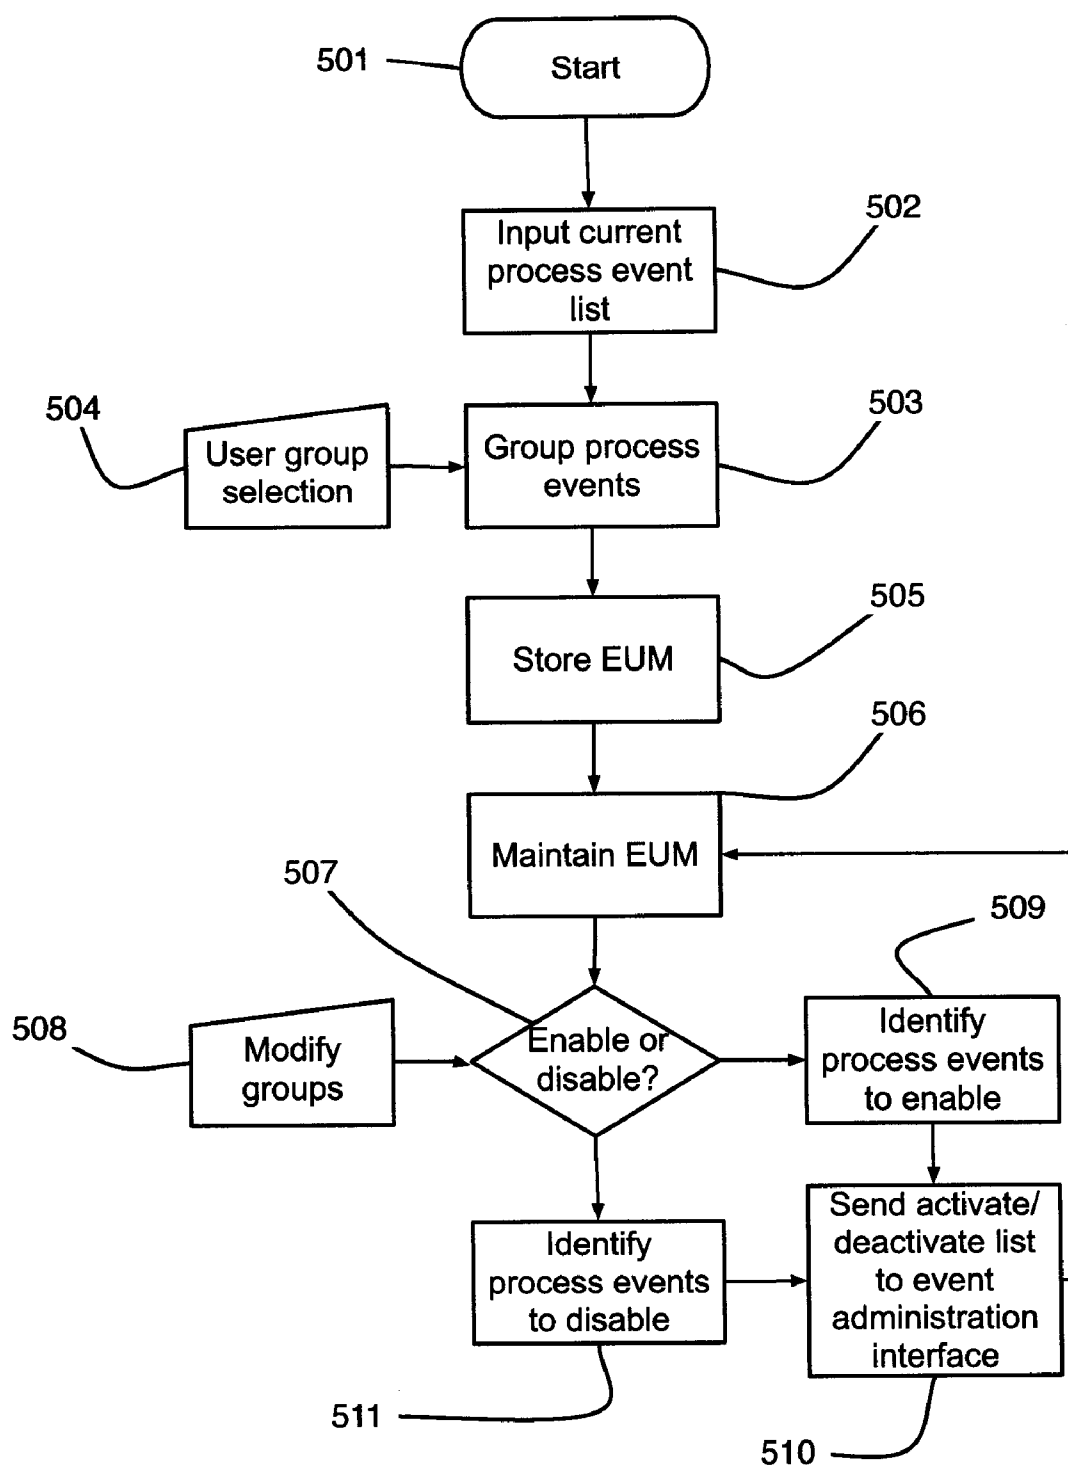 501
Start
502
Input current
process event
list
504
User group
selection
503
Group process
events
505
Store EUM
506
Maintain EUM
507
509
508
Modify
groups
Enable or
disable?
Identify
process events
to enable
Identify
process events
to disable
Send activate/
deactivate list
to event
administration
interface
511
510